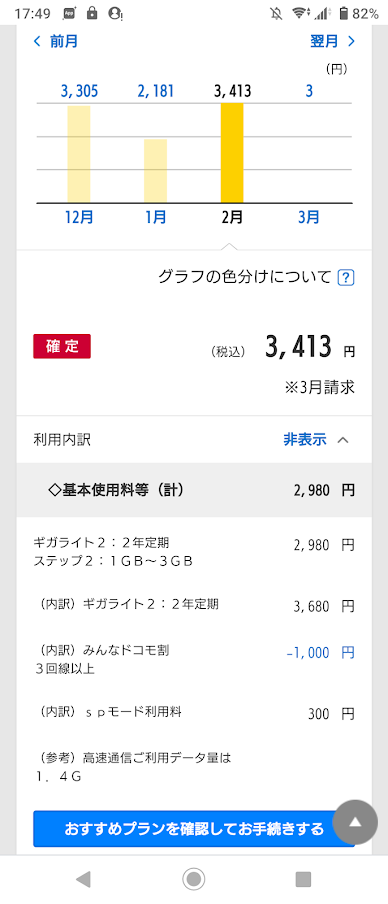 17:49
82%
前月
翌月
(円)
3,305 2,181 3,413 3
12月 1月 2月 3月
グラフの色分けについて ?
確定
(税込) 3,413 円
※3月請求
利用内訳 非表示
◇基本使用料等(計) 2,980 円
ギガライト2:2年定期 2,980 円
ステップ2:1GB～3GB
(内訳)ギガライト2:2年定期 3,680 円
(内訳)みんなドコモ割 -1,000 円
3回線以上
(内訳)spモード利用料 300 円
(参考)高速通信ご利用データ量は
1.4G
おすすめプランを確認してお手続きする